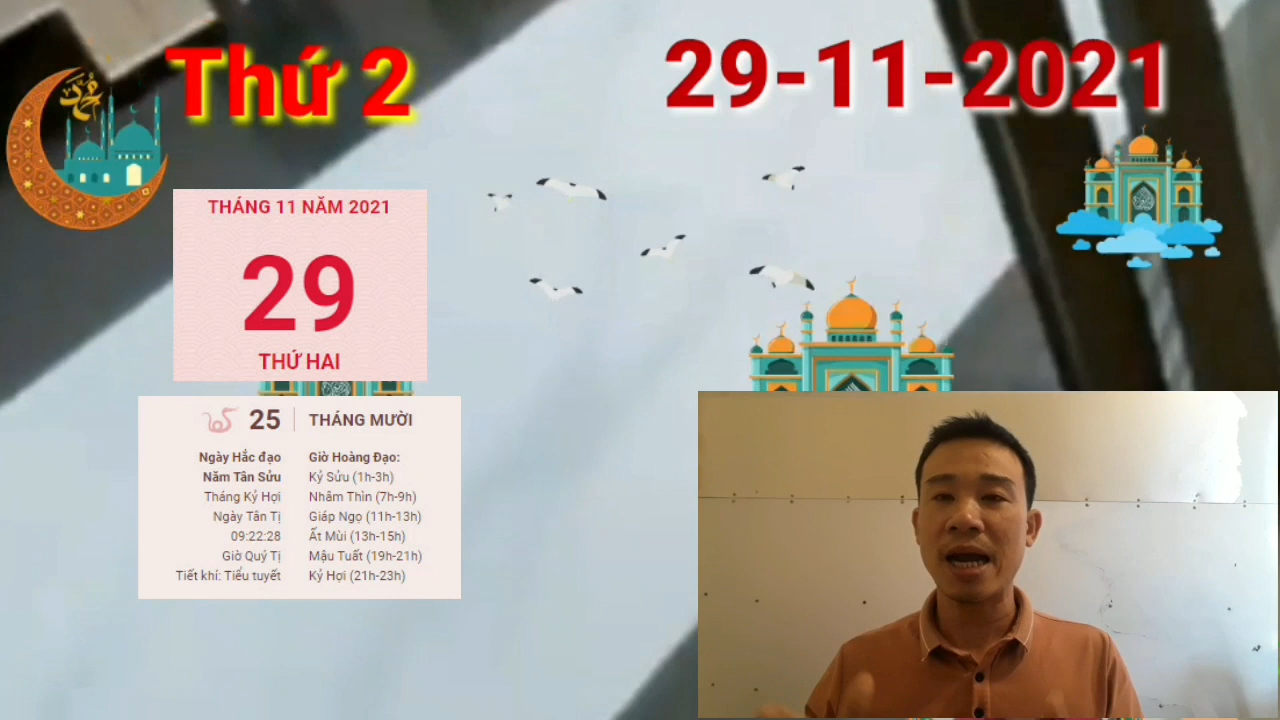 Thứ 2
29-11-2021
محمد
THÁNG 11 NĂM 2021
29
THỨ HAI
25 THÁNG MƯỜI
Ngày Hắc đạo
Năm Tân Sửu
Tháng Kỷ Hợi
Ngày Tân Tị
09:22:28
Giờ Quý Tị
Tiết khí: Tiểu tuyết
Giờ Hoàng Đạo:
Kỷ Sửu (1h-3h)
Nhâm Thìn (7h-9h)
Giáp Ngọ (11h-13h)
Ất Mùi (13h-15h)
Mậu Tuất (19h-21h)
Kỷ Hợi (21h-23h)